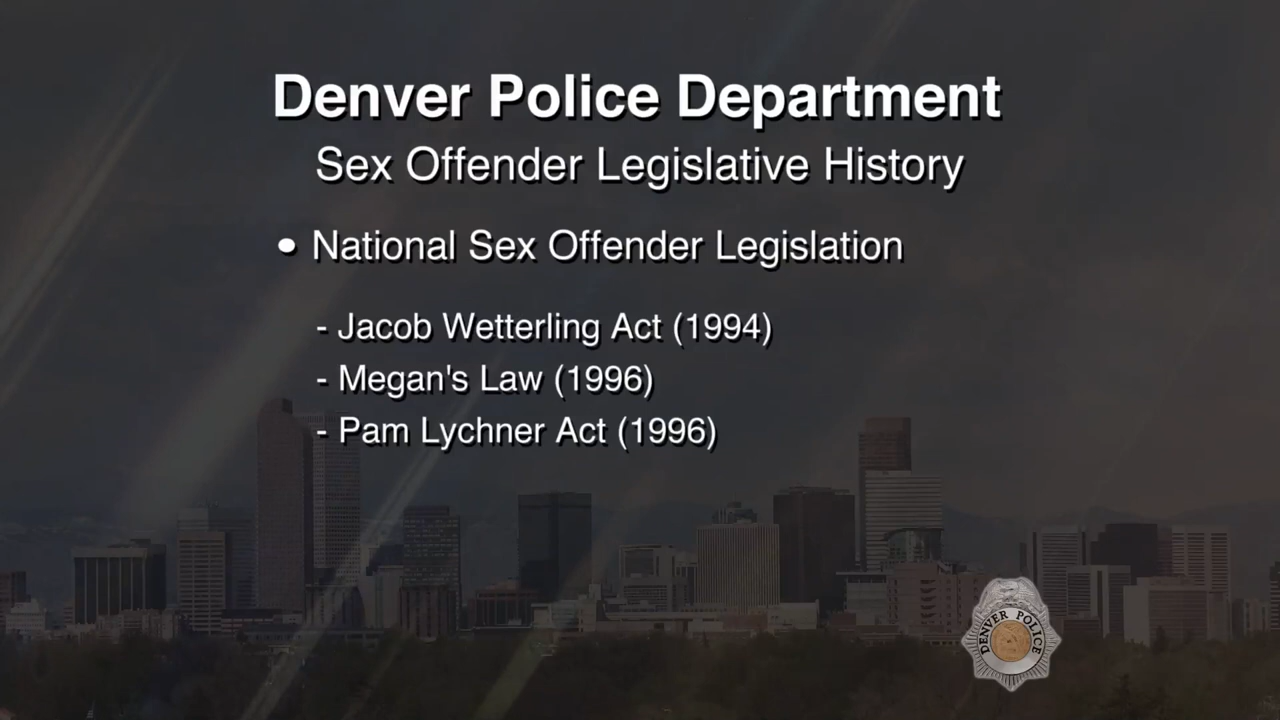 Denver Police Department
Sex Offender Legislative History
• National Sex Offender Legislation
- Jacob Wetterling Act (1994)
- Megan's Law (1996)
- Pam Lychner Act (1996)
DENVER POLICE